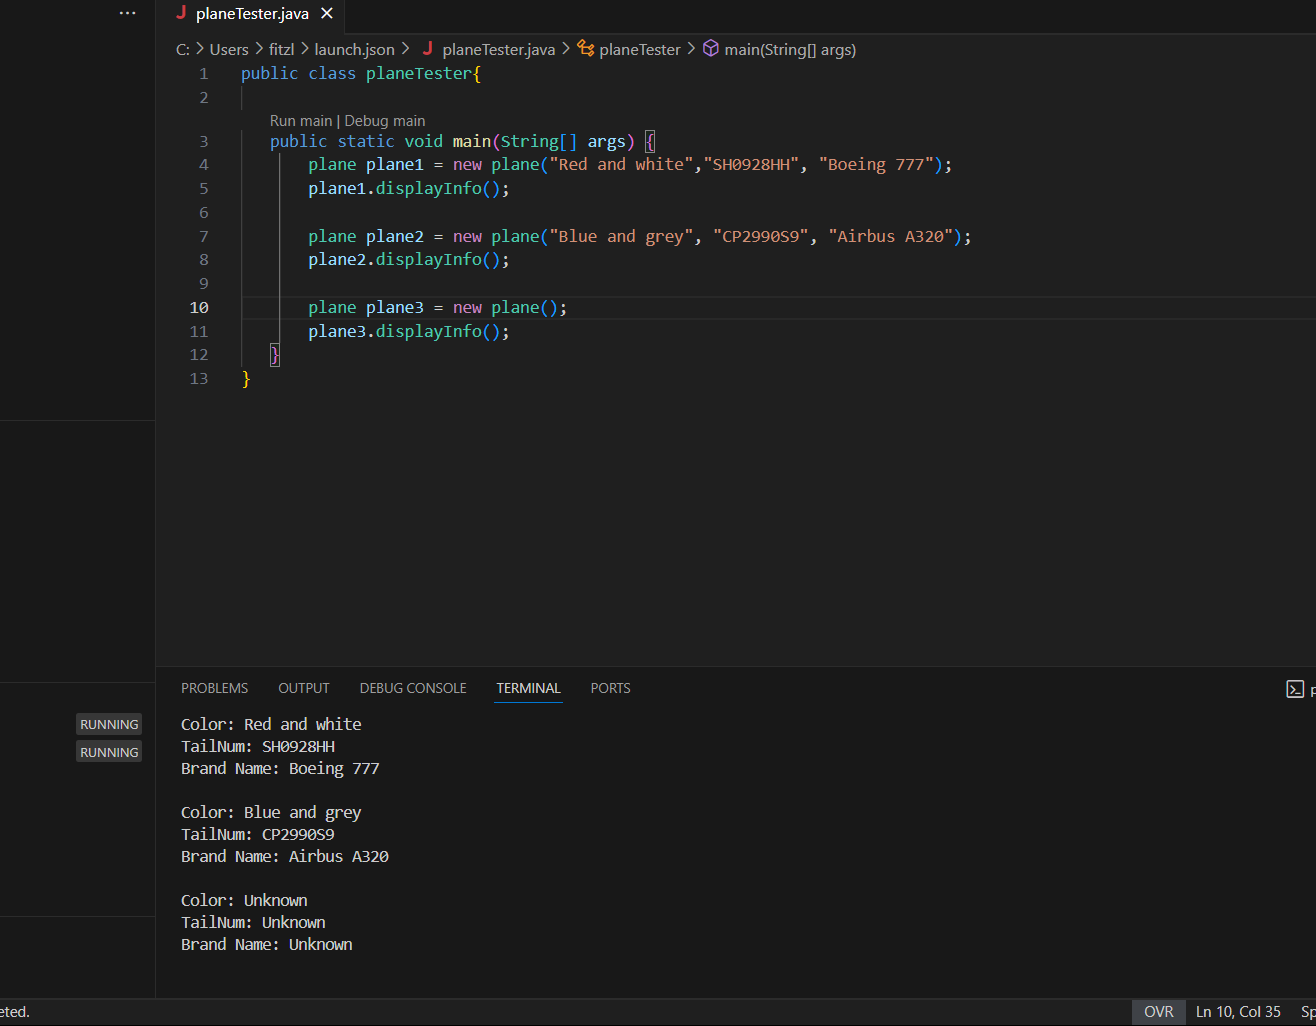 planeTester.java
C: > Users > fitzl > launch.json > planeTester.java > planeTester > main(String[] args)
1 public class planeTester{
2
Run main | Debug main
3 public static void main(String[] args) {
4 plane plane1 = new plane("Red and white","SH0928HH", "Boeing 777");
5 plane1.displayInfo();
6
7 plane plane2 = new plane("Blue and grey", "CP2990S9", "Airbus A320");
8 plane2.displayInfo();
9
10 plane plane3 = new plane();
11 plane3.displayInfo();
12 }
13 }
PROBLEMS OUTPUT DEBUG CONSOLE TERMINAL PORTS
RUNNING
RUNNING
Color: Red and white
TailNum: SH0928HH
Brand Name: Boeing 777
Color: Blue and grey
TailNum: CP2990S9
Brand Name: Airbus A320
Color: Unknown
TailNum: Unknown
Brand Name: Unknown
OVR Ln 10, Col 35